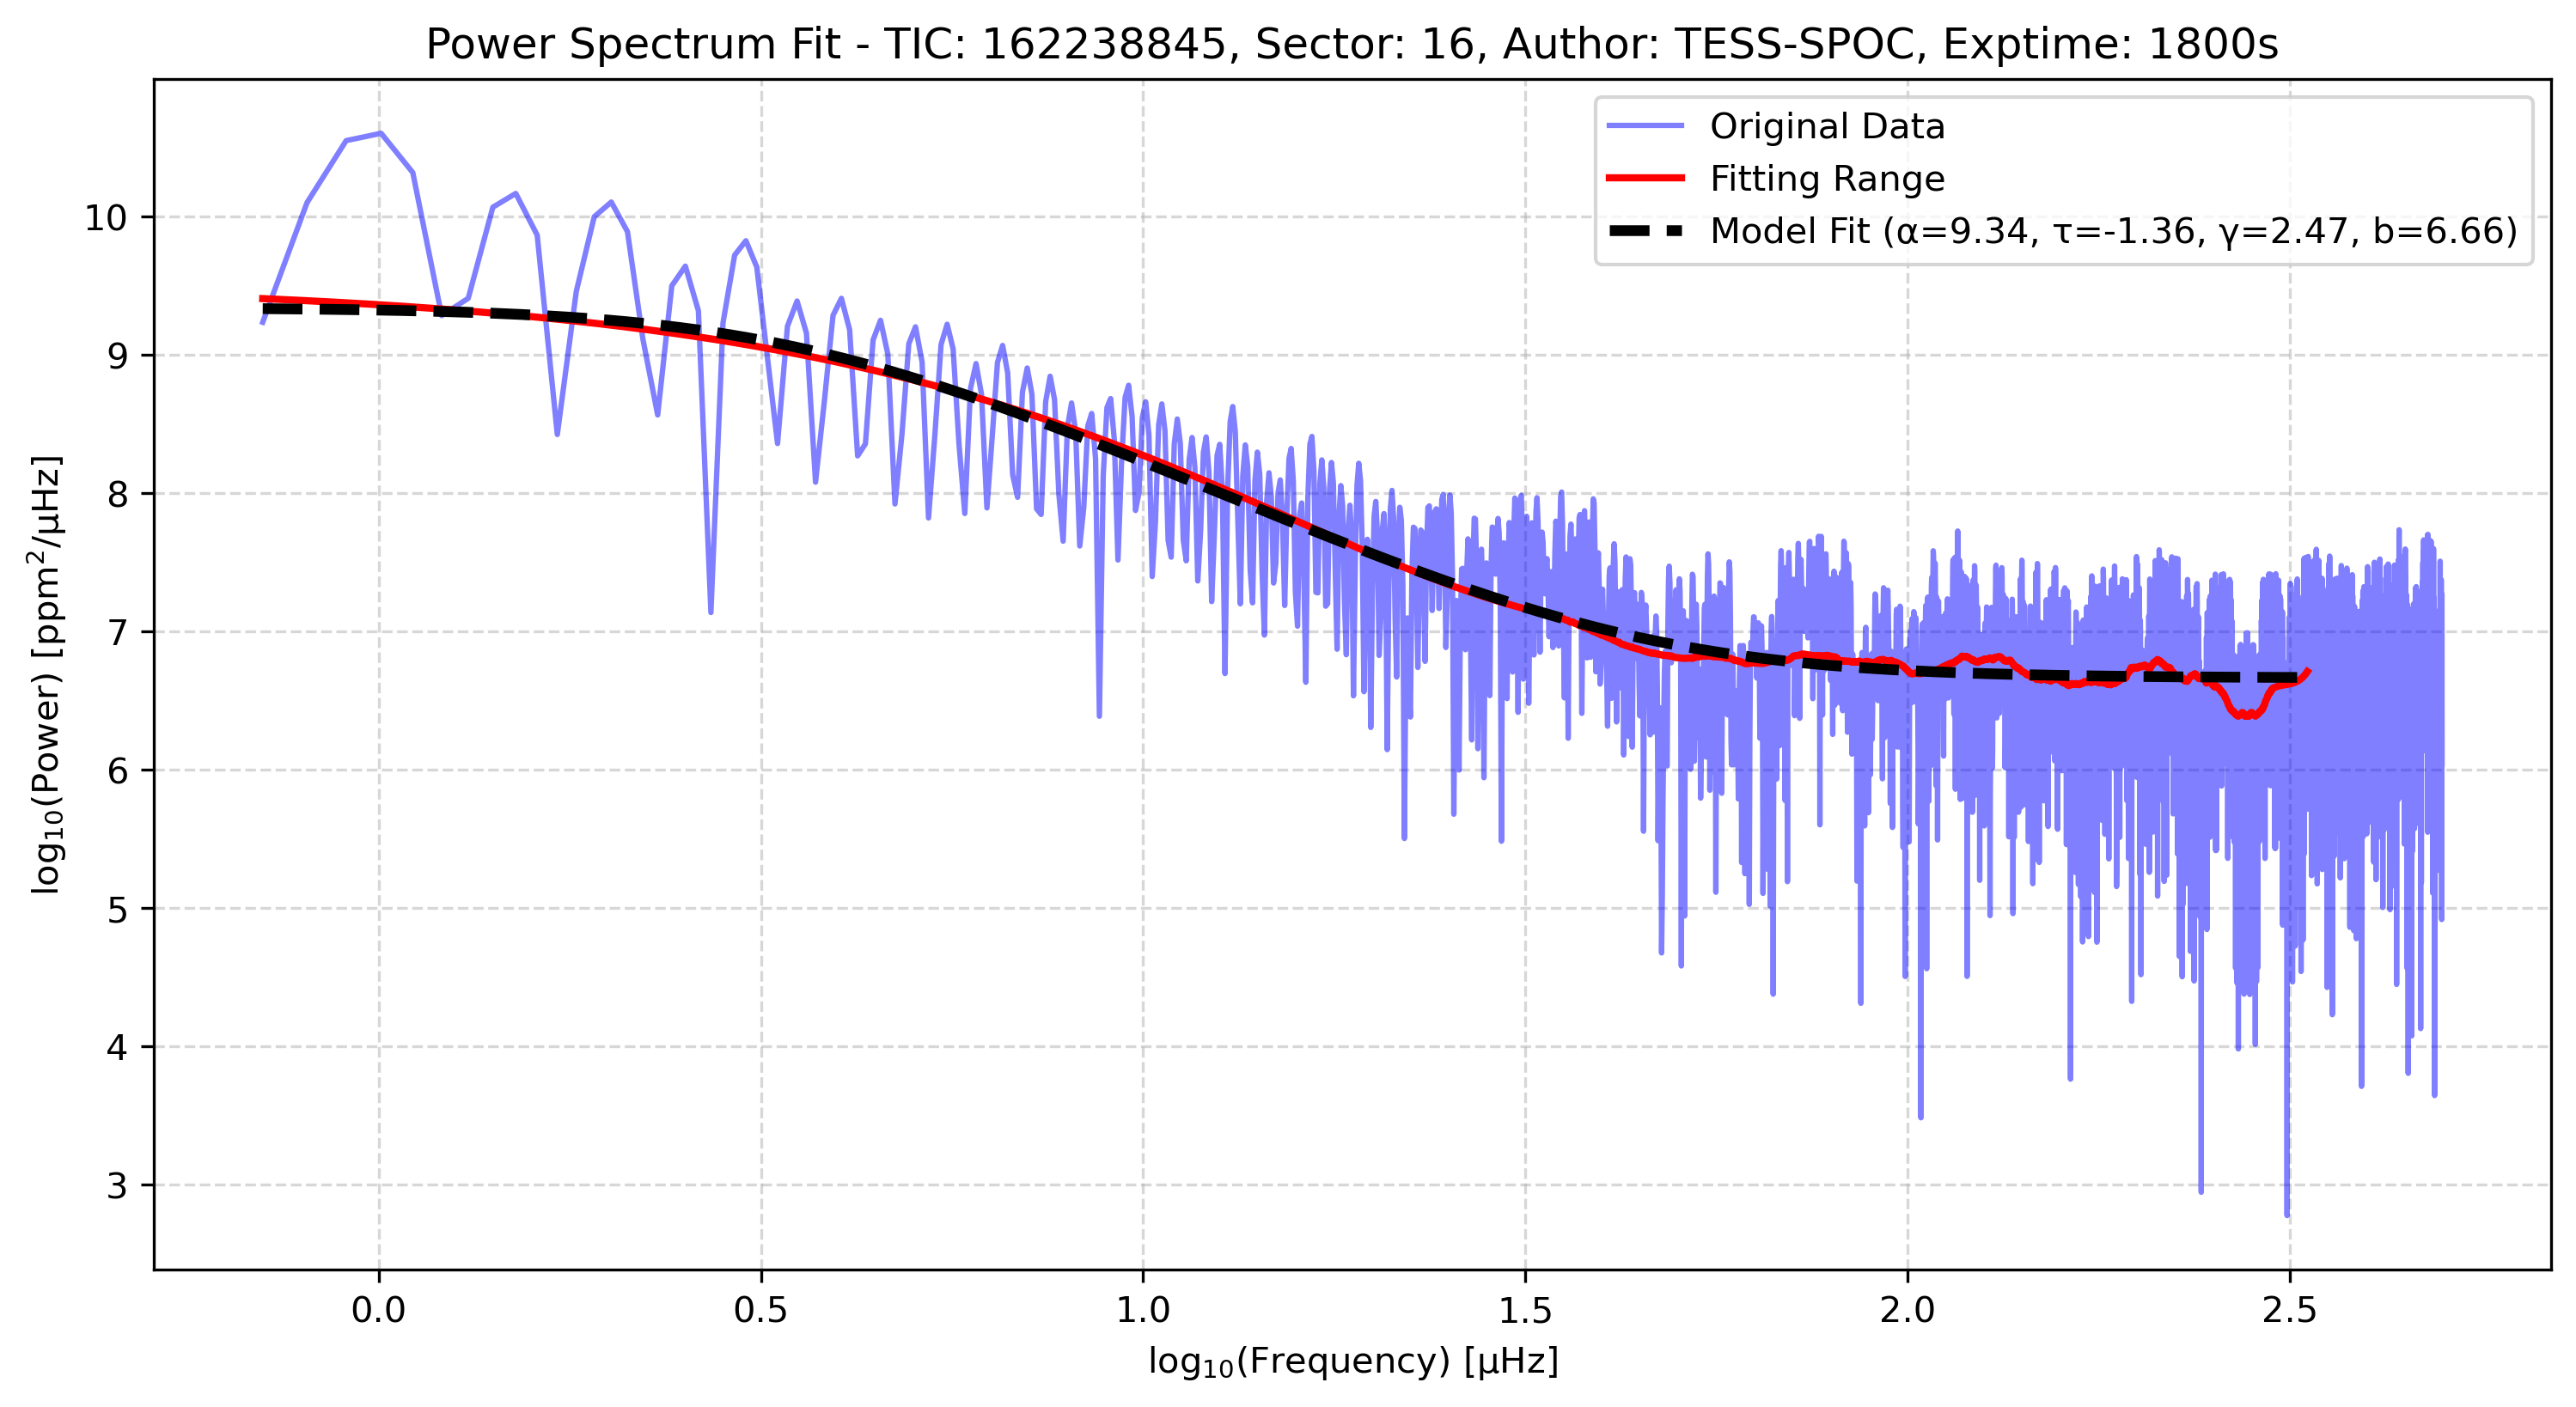 Power Spectrum Fit - TIC: 162238845, Sector: 16, Author: TESS-SPOC, Exptime: 1800s
Original Data
Fitting Range
Model Fit (α=9.34, τ=-1.36, γ=2.47, b=6.66)
log₁₀(Power) [ppm²/μHz]
10
9
8
7
6
5
4
3
0.0 0.5 1.0 1.5 2.0 2.5
log₁₀(Frequency) [μHz]